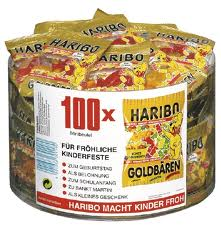 HARIBO
100x
Minibeutel
HARIBO
FÜR FRÖHLICHE
KINDERFESTE
ZUM GEBURTSTAG
ALS BELOHNUNG
ZUM SCHULANFANG
ZU SANKT MARTIN
ALS KLEINES GESCHENK
GOLDBÄREN
HARIBO MACHT KINDER FROH